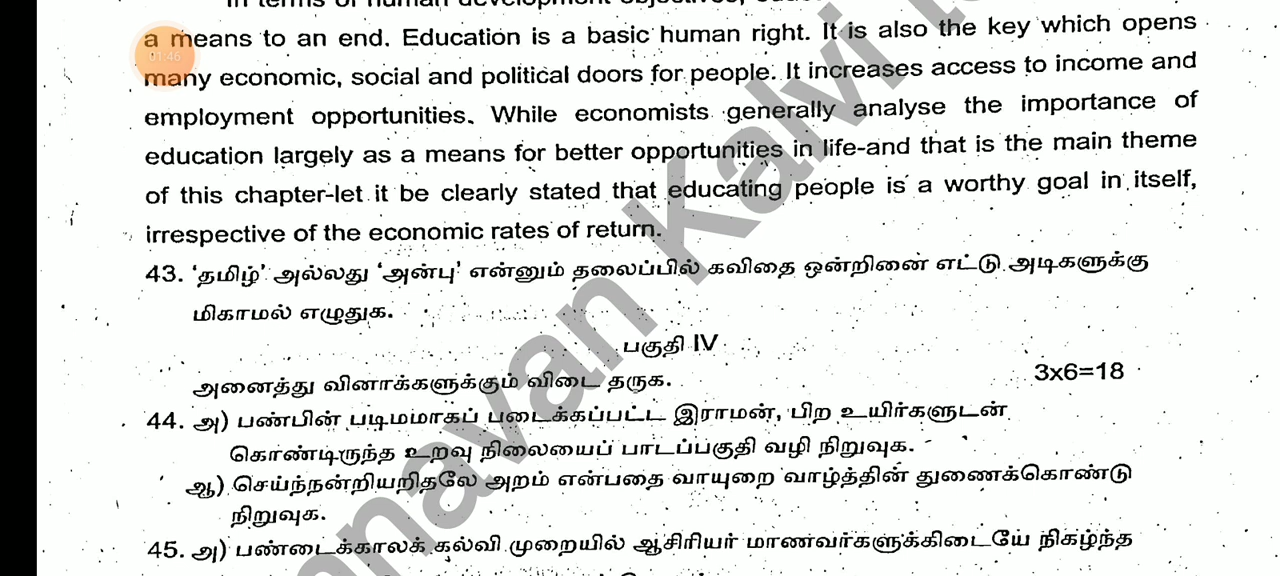 a means to an end. Education is a basic human right. It is also the key which opens
01:46
many economic, social and political doors for people. It increases access to income and
employment opportunities. While economists generally analyse the importance of
education largely as a means for better opportunities in life-and that is the main theme
of this chapter-let it be clearly stated that educating people is a worthy goal in itself,
irrespective of the economic rates of return.
43. ‘தமிழ்’ அல்லது ‘அன்பு’ என்னும் தலைப்பில் கவிதை ஒன்றினை எட்டு அடிகளுக்கு
மிகாமல் எழுதுக.
பகுதி IV
அனைத்து வினாக்களுக்கும் விடை தருக. 3x6=18
44. அ) பண்பின் படிமமாகப் படைக்கப்பட்ட இராமன், பிற உயிர்களுடன்
கொண்டிருந்த உறவு நிலையைப் பாடப்பகுதி வழி நிறுவுக.
ஆ) செய்ந்நன்றியறிதலே அறம் என்பதை வாயுறை வாழ்த்தின் துணைக்கொண்டு
நிறுவுக.
45. அ) பண்டைக்காலக் கல்வி முறையில் ஆசிரியர் மாணவர்களுக்கிடையே நிகழ்ந்த